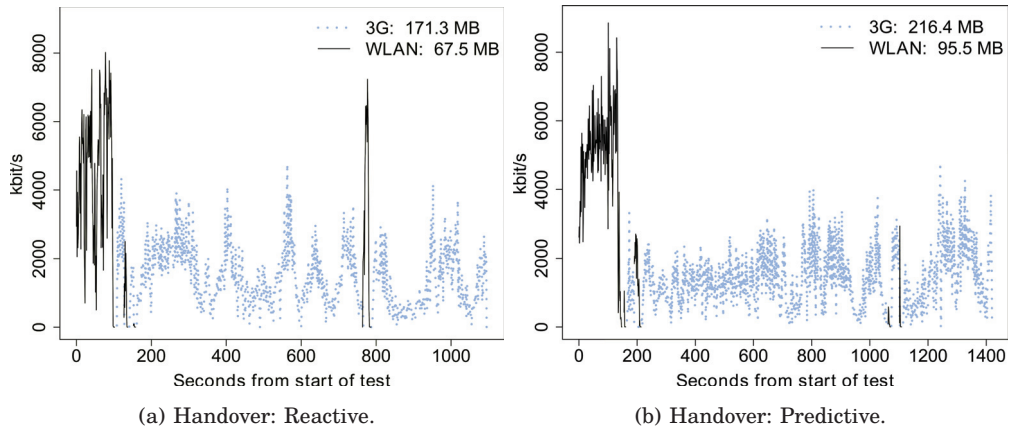 3G: 171.3 MB
WLAN: 67.5 MB
kbit/s
8000
6000
4000
2000
0
0 200 400 600 800 1000
Seconds from start of test
(a) Handover: Reactive.
3G: 216.4 MB
WLAN: 95.5 MB
kbit/s
8000
6000
4000
2000
0
0 200 400 600 800 1000 1200 1400
Seconds from start of test
(b) Handover: Predictive.